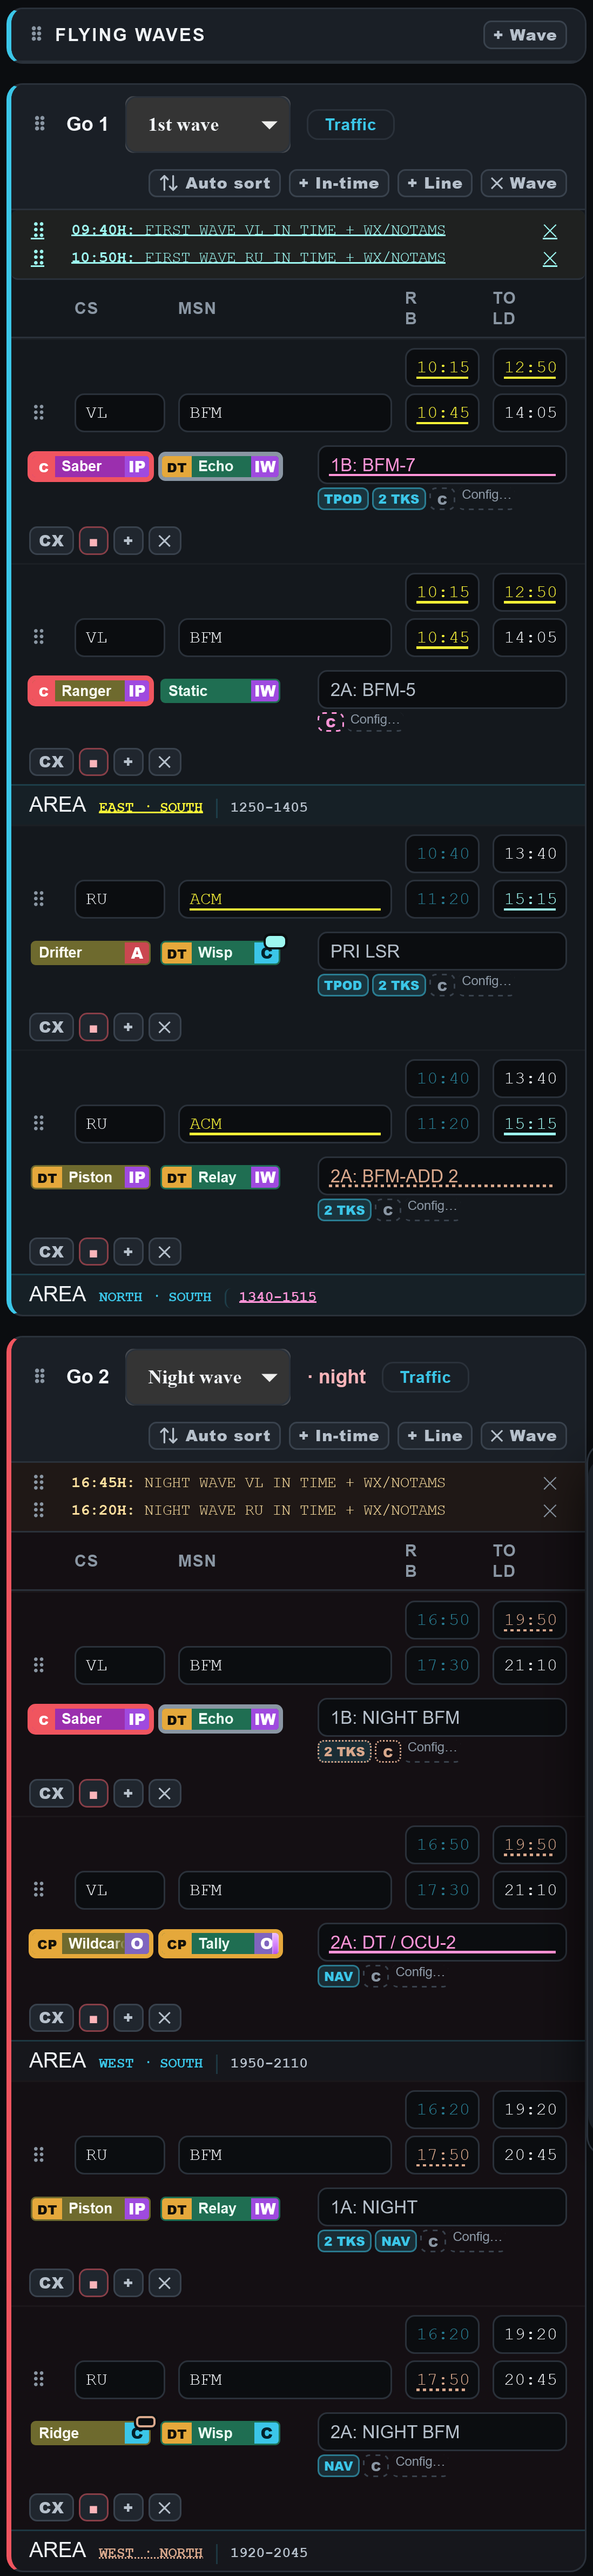 FLYING WAVES + Wave
Go 1 1st wave Traffic
Auto sort + In-time + Line × Wave
09:40H: FIRST WAVE VL IN TIME + WX/NOTAMS ×
10:50H: FIRST WAVE RU IN TIME + WX/NOTAMS ×
CS MSN R TO
B LD
10:15 12:50
VL BFM 10:45 14:05
C Saber IP DT Echo IW 1B: BFM-7
TPOD 2 TKS C Config...
CX + ×
10:15 12:50
VL BFM 10:45 14:05
C Ranger IP Static IW 2A: BFM-5
C Config...
CX + ×
AREA EAST · SOUTH 1250-1405
10:40 13:40
RU ACM 11:20 15:15
Drifter A DT Wisp C PRI LSR
TPOD 2 TKS C Config...
CX + ×
10:40 13:40
RU ACM 11:20 15:15
DT Piston IP DT Relay IW 2A: BFM-ADD 2
2 TKS C Config...
CX + ×
AREA NORTH · SOUTH 1340-1515
Go 2 Night wave · night Traffic
Auto sort + In-time + Line × Wave
16:45H: NIGHT WAVE VL IN TIME + WX/NOTAMS ×
16:20H: NIGHT WAVE RU IN TIME + WX/NOTAMS ×
CS MSN R TO
B LD
16:50 19:50
VL BFM 17:30 21:10
C Saber IP DT Echo IW 1B: NIGHT BFM
2 TKS C Config...
CX + ×
16:50 19:50
VL BFM 17:30 21:10
CP Wildcar O CP Tally O 2A: DT / OCU-2
NAV C Config...
CX + ×
AREA WEST · SOUTH 1950-2110
16:20 19:20
RU BFM 17:50 20:45
DT Piston IP DT Relay IW 1A: NIGHT
2 TKS NAV C Config...
CX + ×
16:20 19:20
RU BFM 17:50 20:45
Ridge C DT Wisp C 2A: NIGHT BFM
NAV C Config...
CX + ×
AREA WEST · NORTH 1920-2045